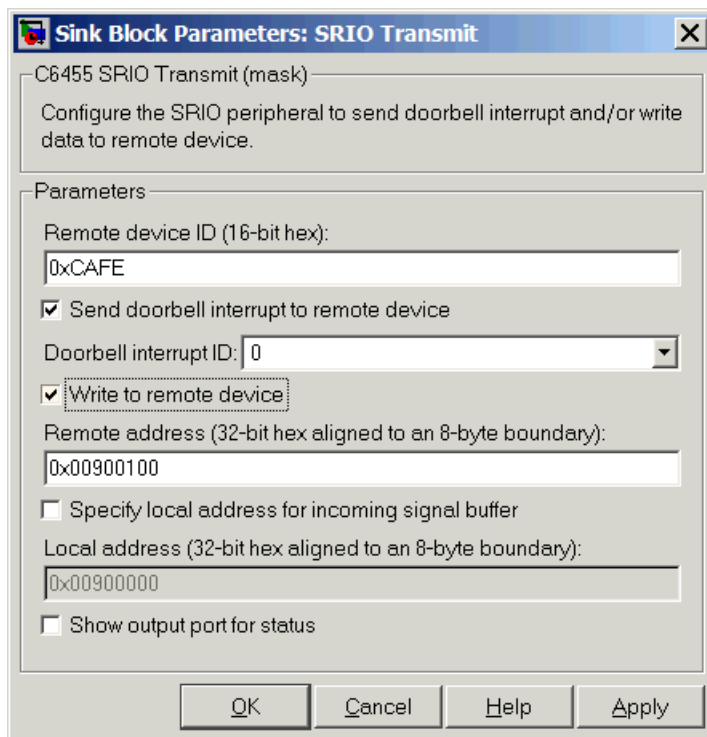 Sink Block Parameters: SRIO Transmit
C6455 SRIO Transmit (mask)
Configure the SRIO peripheral to send doorbell interrupt and/or write
data to remote device.
Parameters
Remote device ID (16-bit hex):
0xCAFE
Send doorbell interrupt to remote device
Doorbell interrupt ID: 0
Write to remote device
Remote address (32-bit hex aligned to an 8-byte boundary):
0x00900100
Specify local address for incoming signal buffer
Local address (32-bit hex aligned to an 8-byte boundary):
0x00900000
Show output port for status
OK Cancel Help Apply